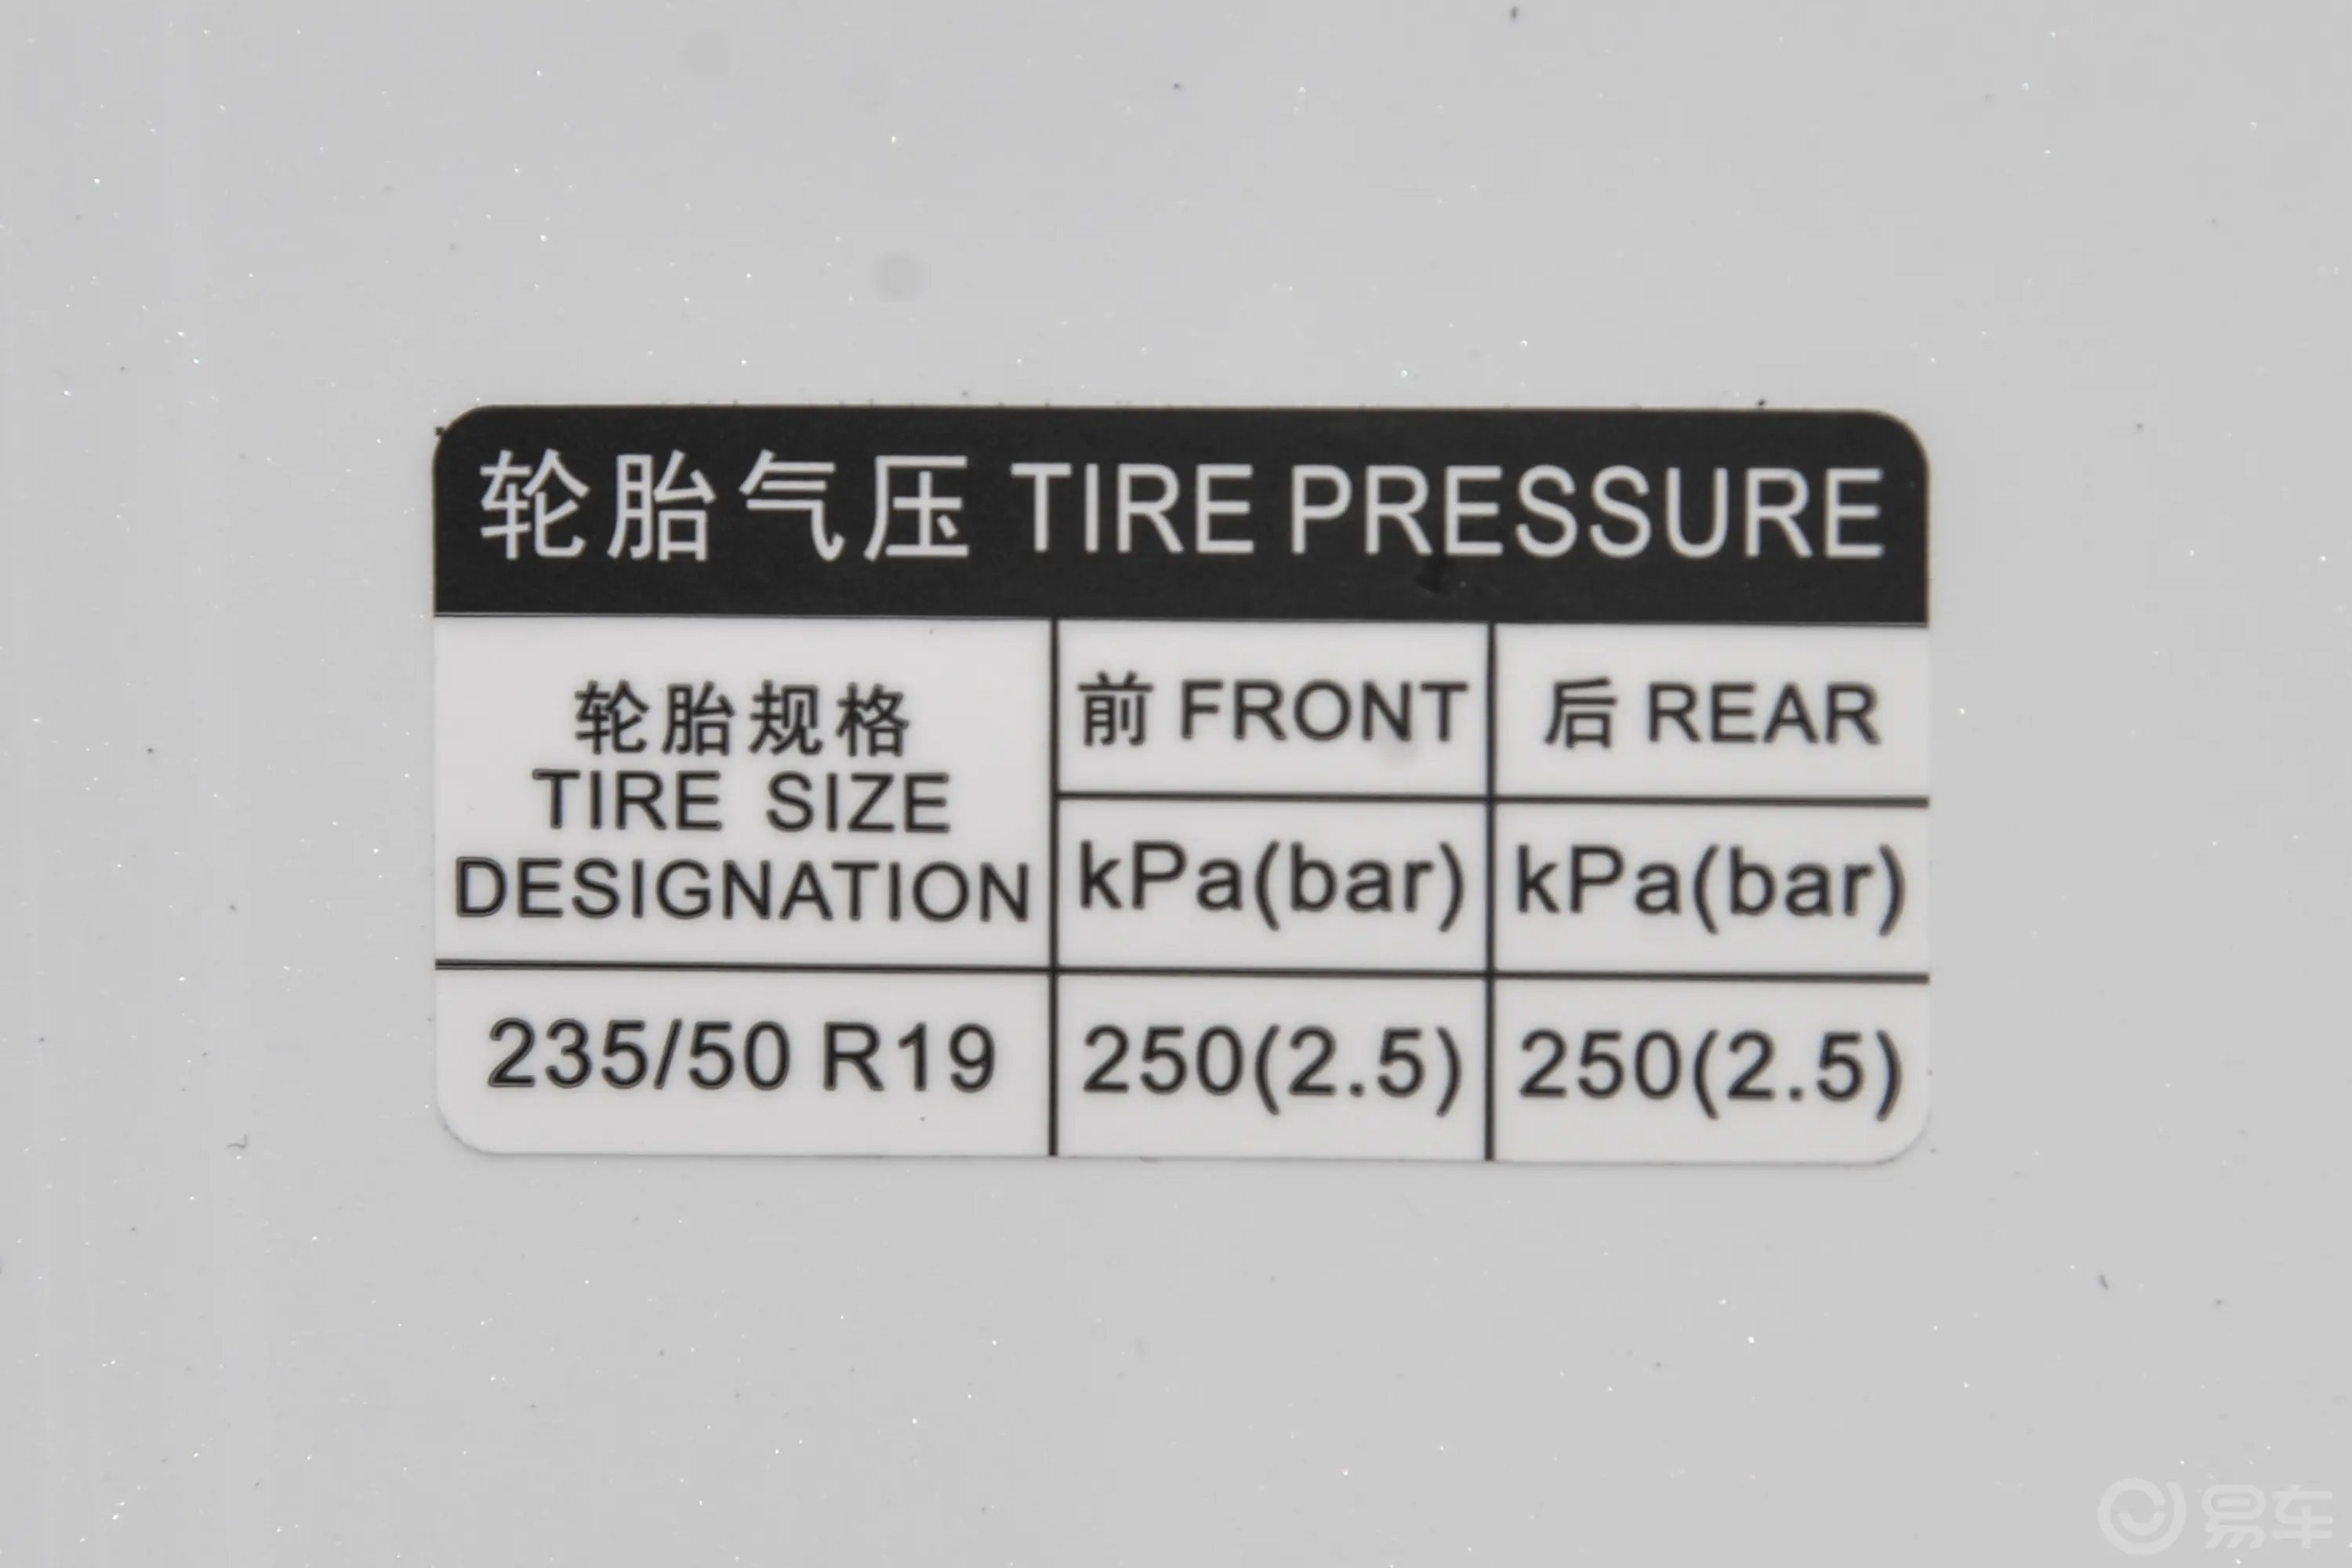 轮胎气压 TIRE PRESSURE
轮胎规格
TIRE SIZE
DESIGNATION
前 FRONT
后 REAR
kPa(bar)
kPa(bar)
235/50 R19
250(2.5)
250(2.5)
易车